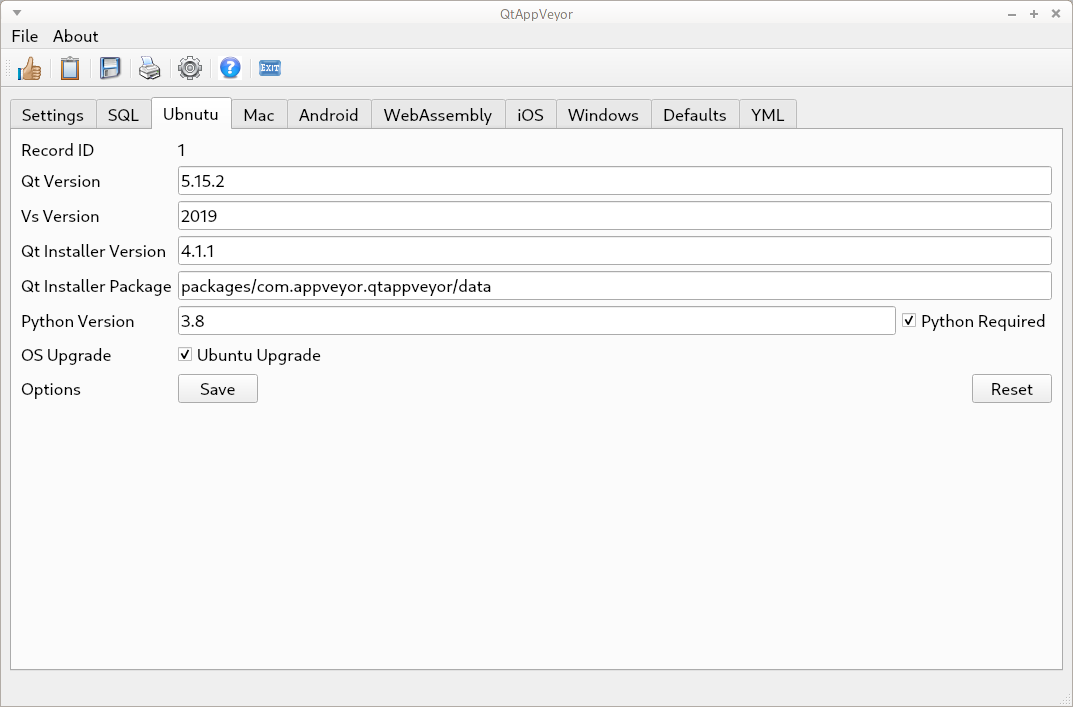 QtAppVeyor
File About
EXIT
Settings SQL Ubnutu Mac Android WebAssembly iOS Windows Defaults YML
Record ID 1
Qt Version 5.15.2
Vs Version 2019
Qt Installer Version 4.1.1
Qt Installer Package packages/com.appveyor.qtappveyor/data
Python Version 3.8 Python Required
OS Upgrade Ubuntu Upgrade
Options Save Reset